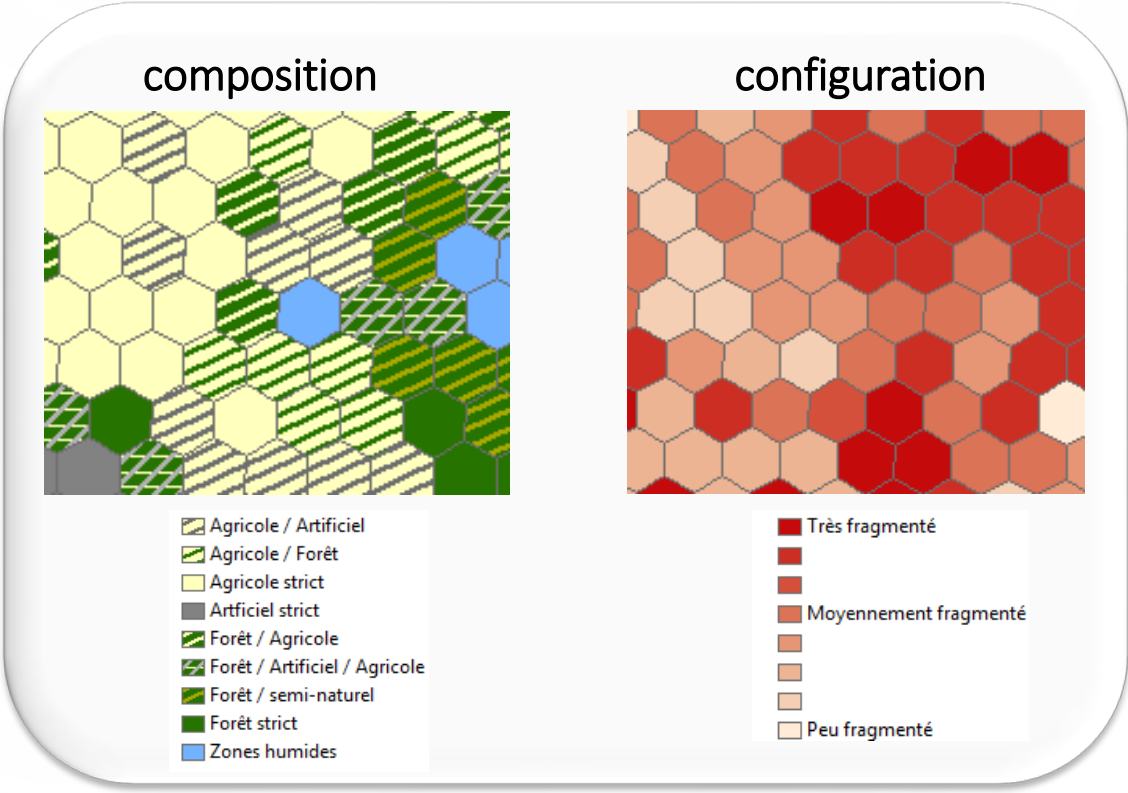 composition
configuration
Agricole / Artificiel
Agricole / Forêt
Agricole strict
Artficiel strict
Forêt / Agricole
Forêt / Artificiel / Agricole
Forêt / semi-naturel
Forêt strict
Zones humides
Très fragmenté
Moyennement fragmenté
Peu fragmenté